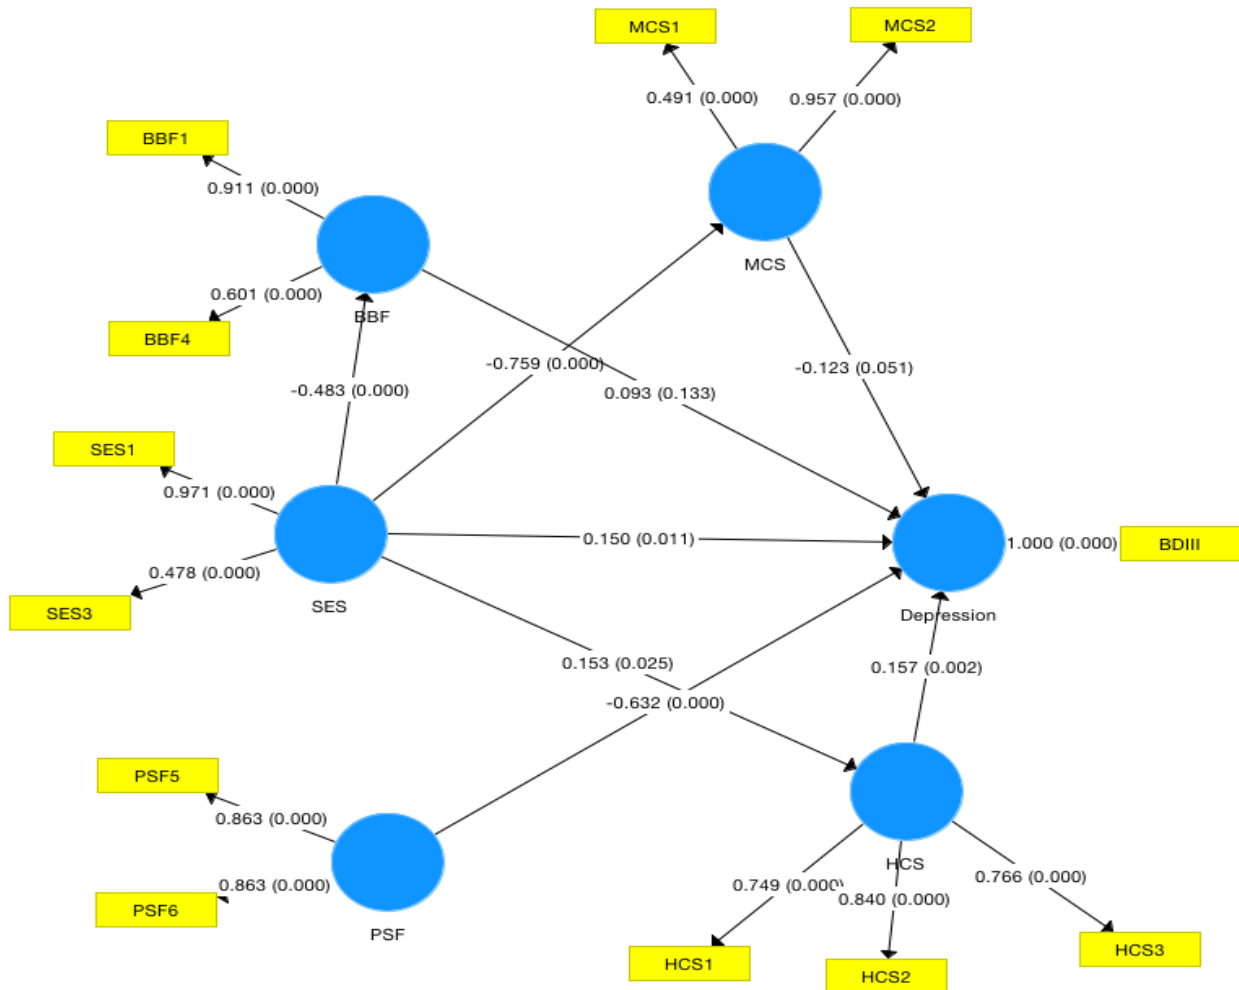 MCS1
MCS2
0.491 (0.000)
0.957 (0.000)
BBF1
0.911 (0.000)
MCS
0.601 (0.000)
BBF
BBF4
-0.759 (0.000)
-0.123 (0.051)
-0.483 (0.000)
0.093 (0.133)
SES1
0.971 (0.000)
0.150 (0.011)
1.000 (0.000)
BDIII
0.478 (0.000)
SES3
SES
Depression
0.153 (0.025)
0.157 (0.002)
-0.632 (0.000)
PSF5
0.863 (0.000)
HCS
0.863 (0.000)
PSF6
PSF
0.749 (0.000)
0.840 (0.000)
0.766 (0.000)
HCS1
HCS2
HCS3